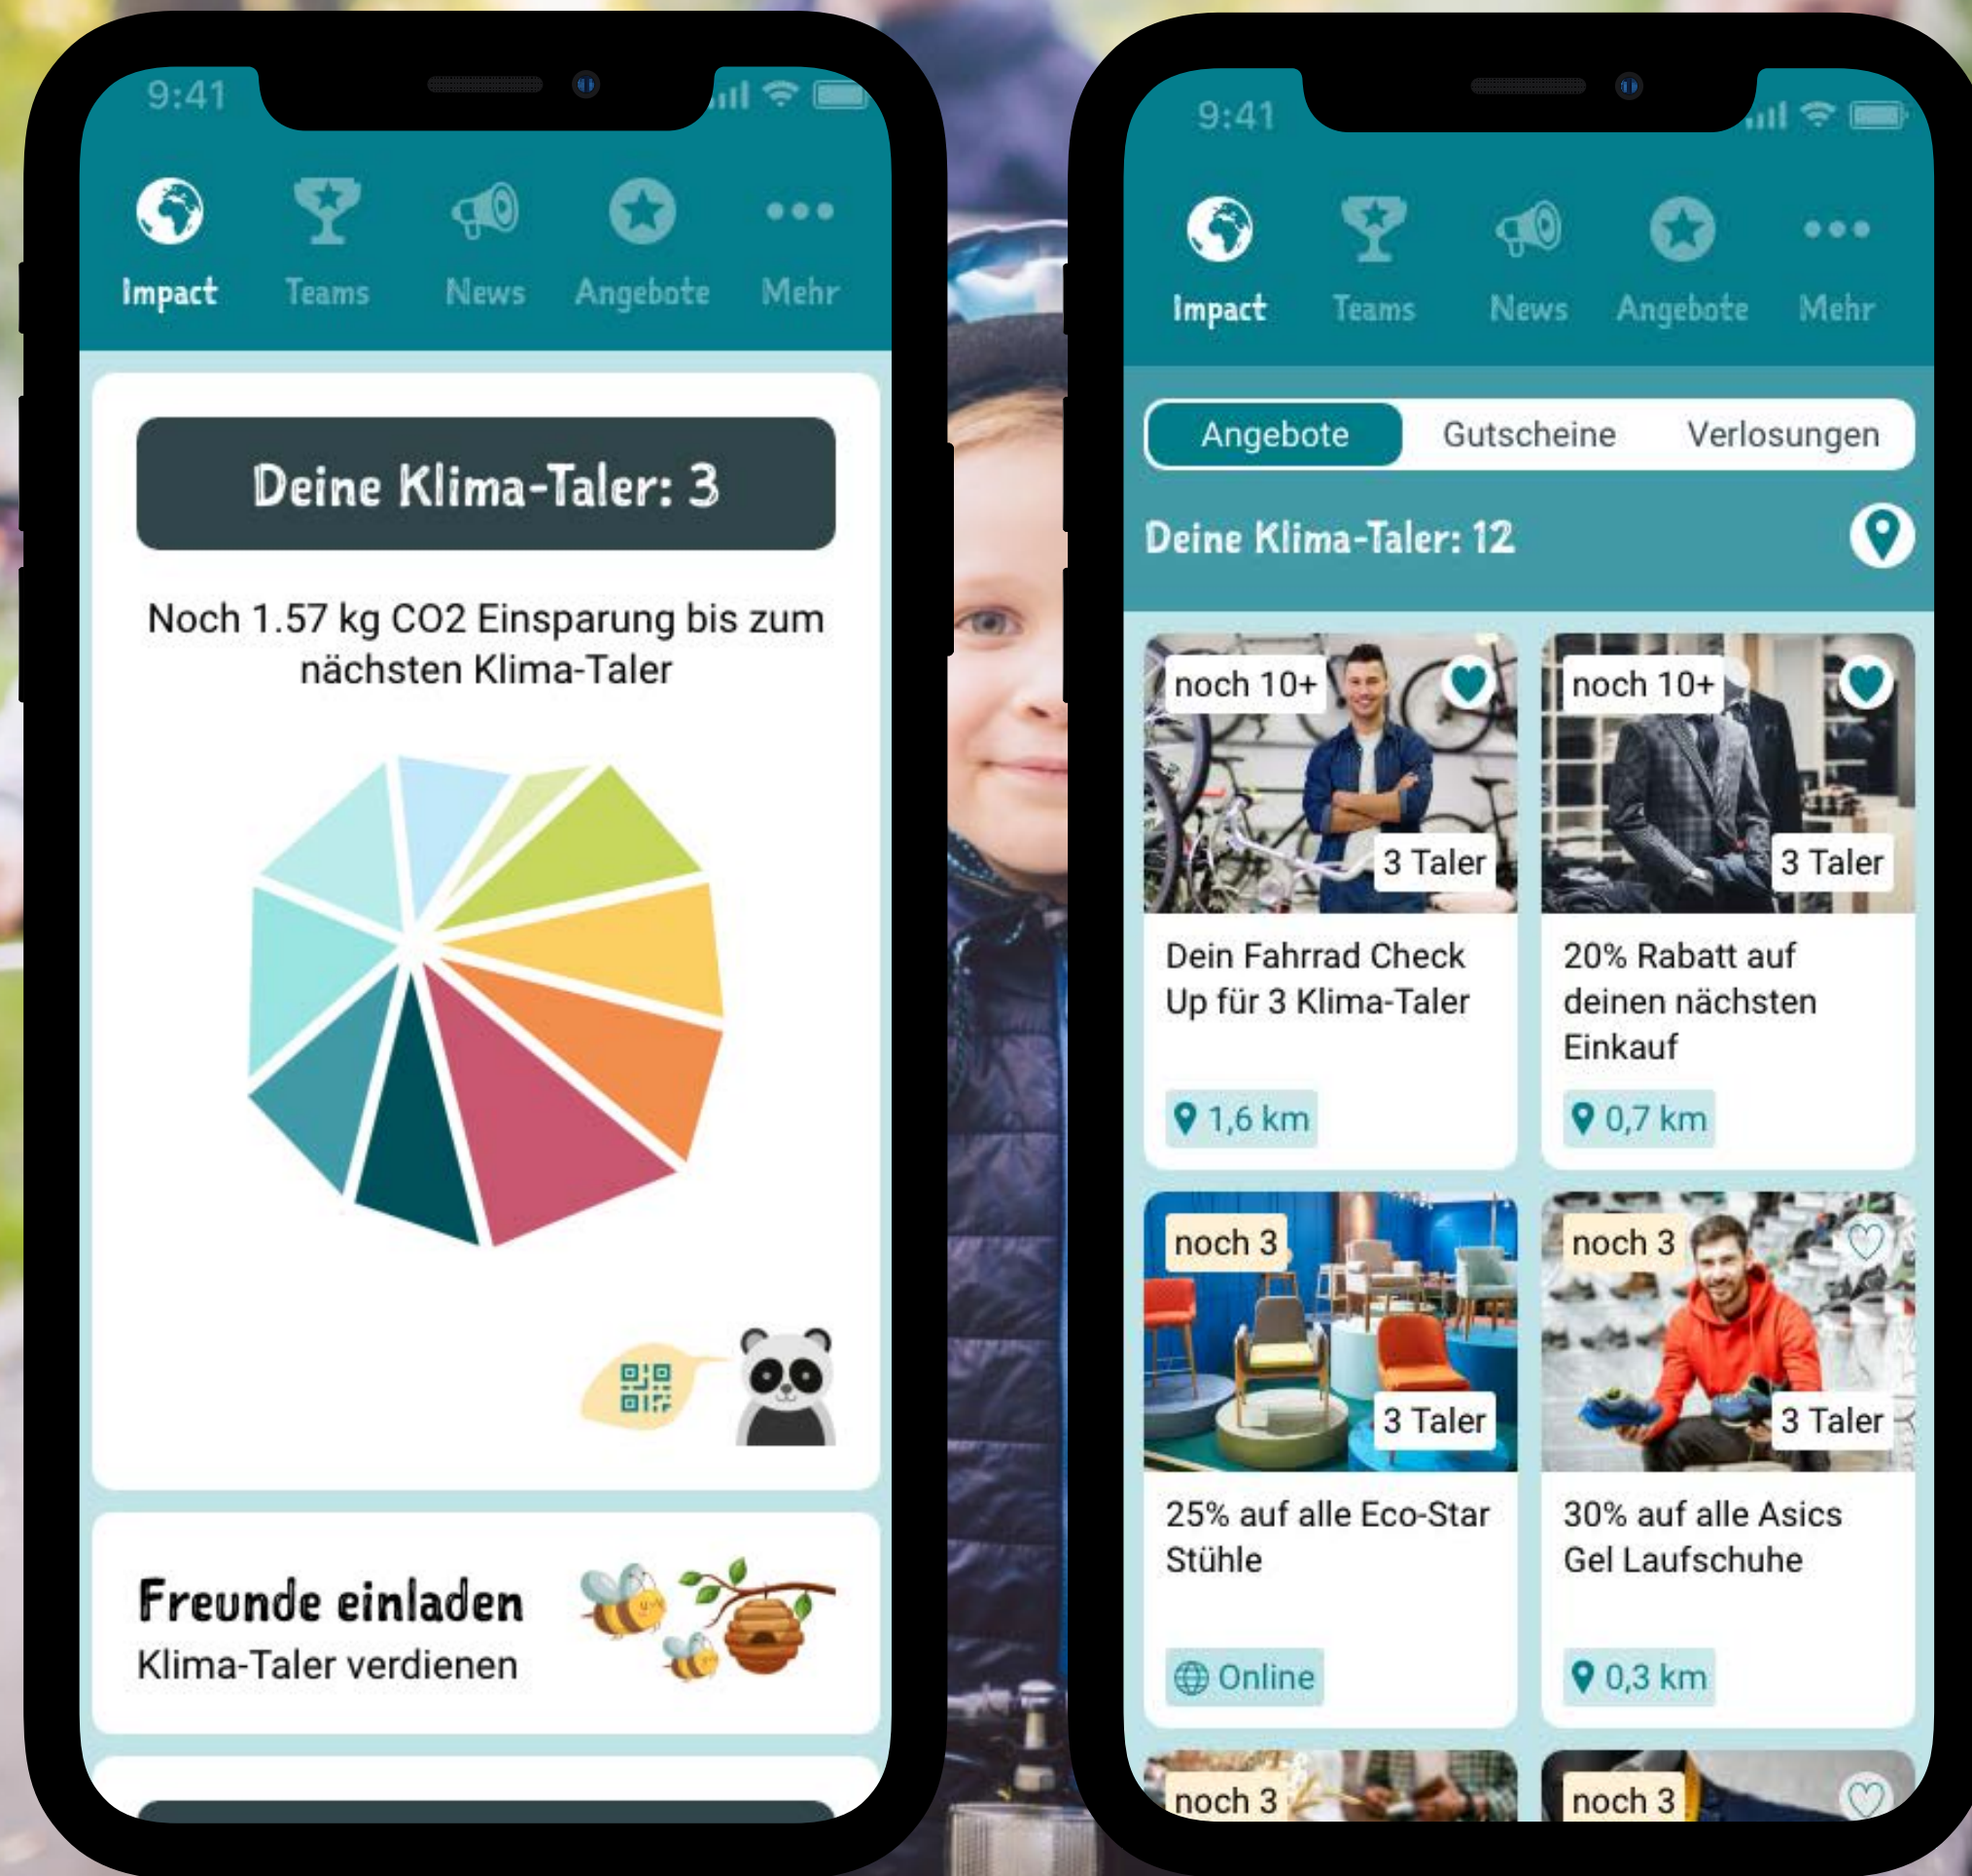 9:41
Impact
Teams
News
Angebote
Mehr
Deine Klima-Taler: 3
Noch 1.57 kg CO2 Einsparung bis zum
nächsten Klima-Taler
Freunde einladen
Klima-Taler verdienen
9:41
Impact
Teams
News
Angebote
Mehr
Angebote
Gutscheine
Verlosungen
Deine Klima-Taler: 12
noch 10+
3 Taler
Dein Fahrrad Check
Up für 3 Klima-Taler
1,6 km
noch 10+
3 Taler
20% Rabatt auf
deinen nächsten
Einkauf
0,7 km
noch 3
3 Taler
25% auf alle Eco-Star
Stühle
Online
noch 3
3 Taler
30% auf alle Asics
Gel Laufschuhe
0,3 km
noch 3
noch 3